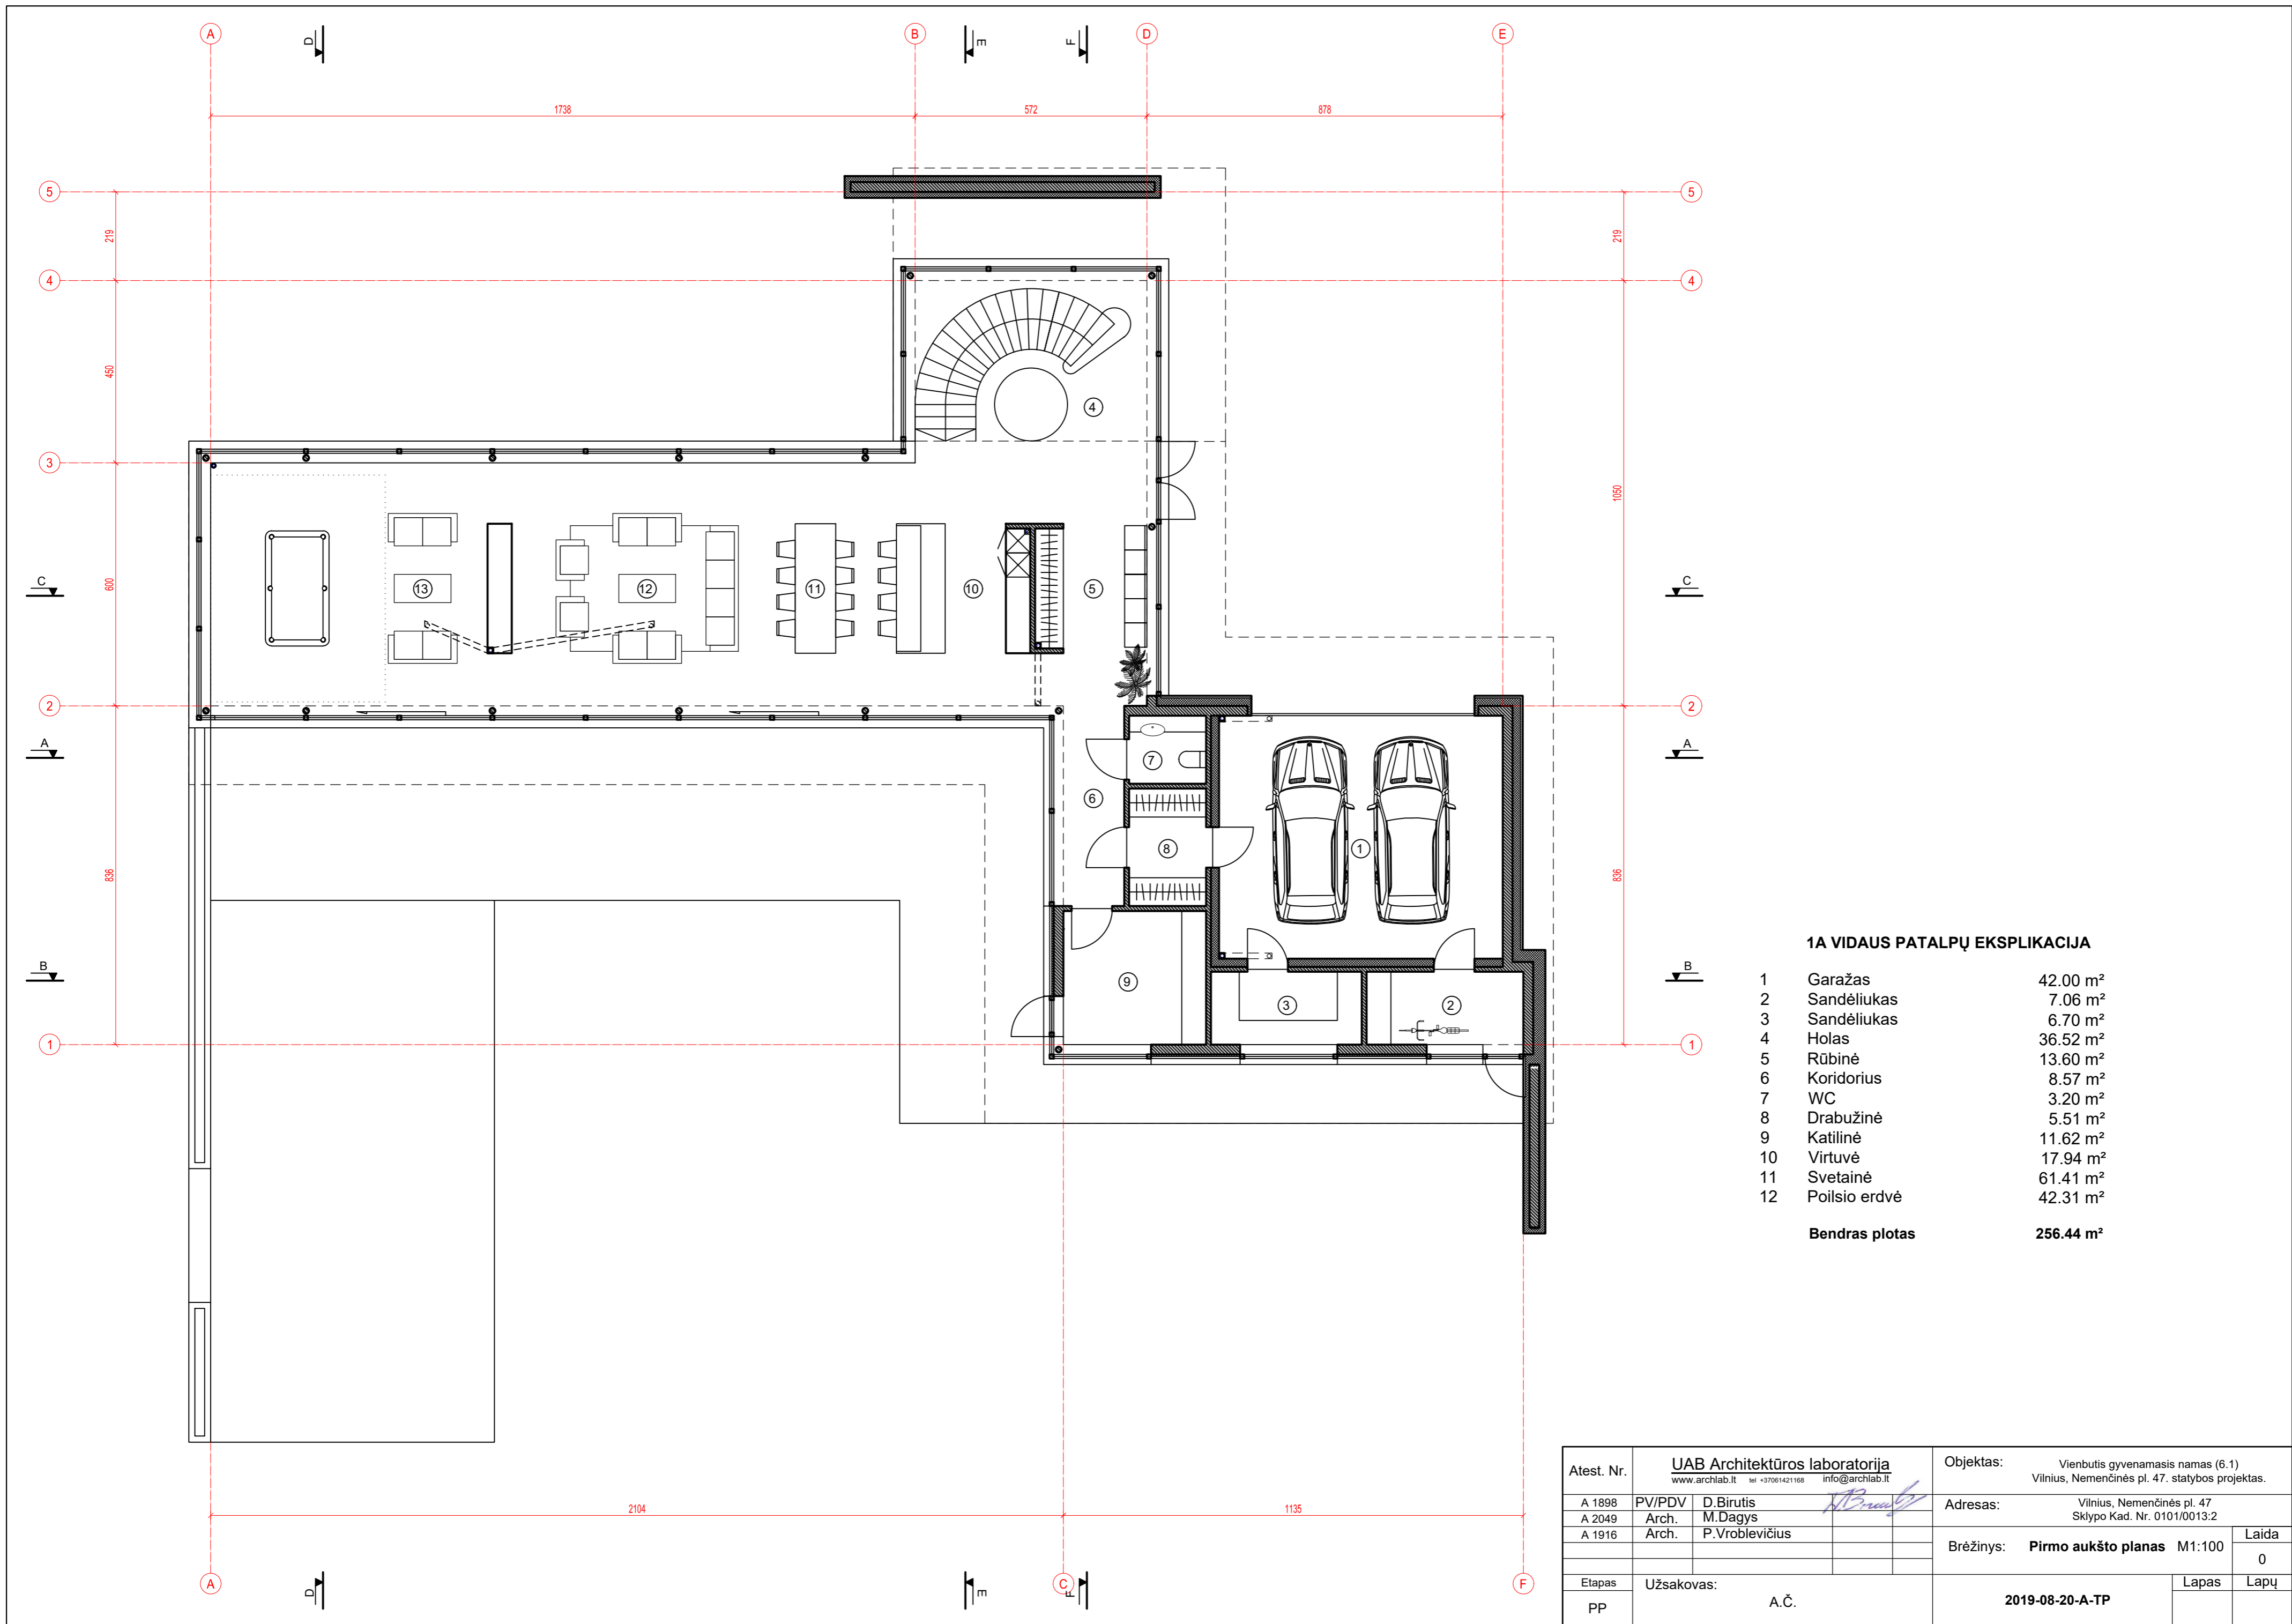 A
D
E
F
B
D
E
1738
572
878
5
5
219
219
4
4
450
4
3
3
1050
C
600
13
12
11
10
5
C
2
2
A
A
7
6
8
1
836
836
B
B
9
3
2
1
1
1A VIDAUS PATALPŲ EKSPLIKACIJA
1 Garažas 42.00 m²
2 Sandėliukas 7.06 m²
3 Sandėliukas 6.70 m²
4 Holas 36.52 m²
5 Rūbinė 13.60 m²
6 Koridorius 8.57 m²
7 WC 3.20 m²
8 Drabužinė 5.51 m²
9 Katilinė 11.62 m²
10 Virtuvė 17.94 m²
11 Svetainė 61.41 m²
12 Poilsio erdvė 42.31 m²
Bendras plotas 256.44 m²
2104
1135
A
D
E
C
F
F
Atest. Nr.
UAB Architektūros laboratorija
www.archlab.lt tel +37061421168 info@archlab.lt
Objektas: Vienbutis gyvenamasis namas (6.1)
Vilnius, Nemenčinės pl. 47. statybos projektas.
A 1898 PV/PDV D.Birutis
A 2049 Arch. M.Dagys
A 1916 Arch. P.Vroblevičius
Adresas: Vilnius, Nemenčinės pl. 47
Sklypo Kad. Nr. 0101/0013:2
Brėžinys: Pirmo aukšto planas M1:100
Laida
0
Etapas
PP
Užsakovas:
A.Č.
2019-08-20-A-TP
Lapas
Lapų